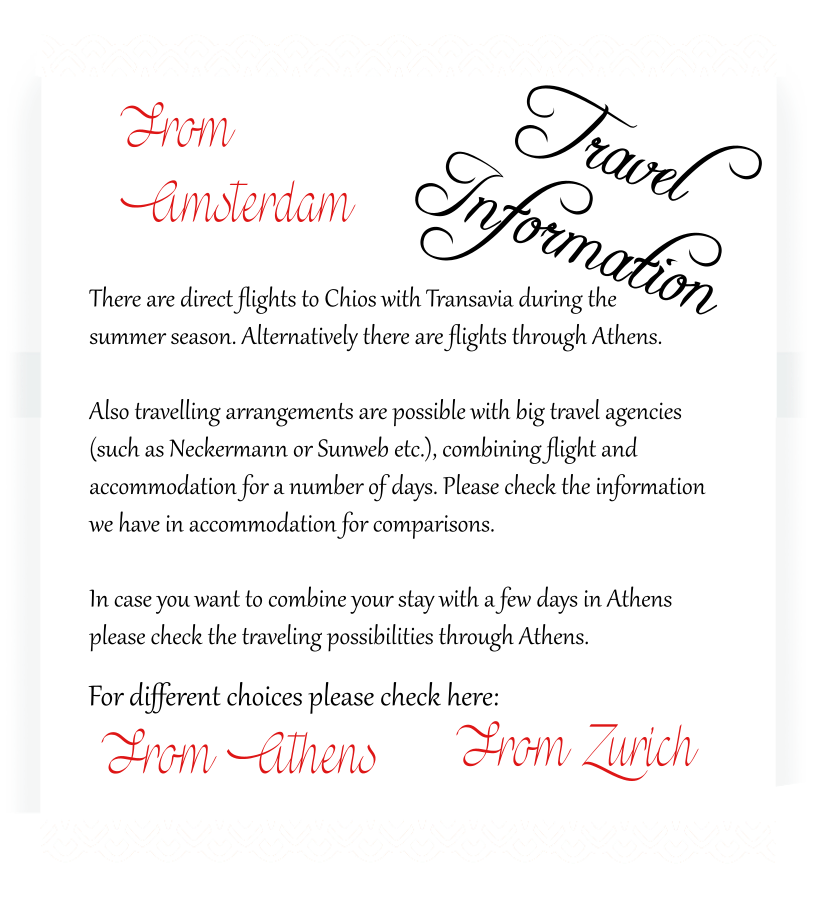 From
Amsterdam
Travel
Information
There are direct flights to Chios with Transavia during the
summer season. Alternatively there are flights through Athens.
Also travelling arrangements are possible with big travel agencies
(such as Neckermann or Sunweb etc.), combining flight and
accommodation for a number of days. Please check the information
we have in accommodation for comparisons.
In case you want to combine your stay with a few days in Athens
please check the traveling possibilities through Athens.
For different choices please check here:
From Athens
From Zurich